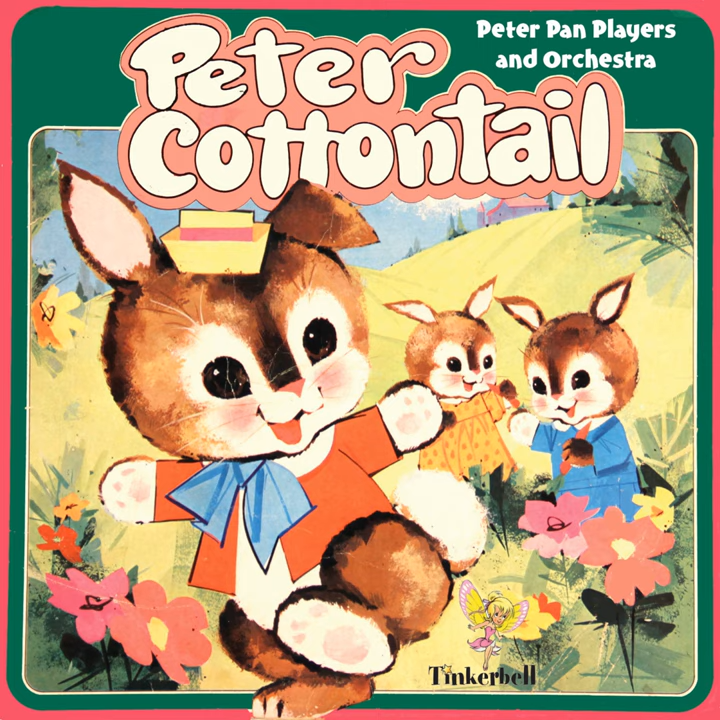 Peter Pan Players
and Orchestra
Peter
Cottontail
Tinkerbell